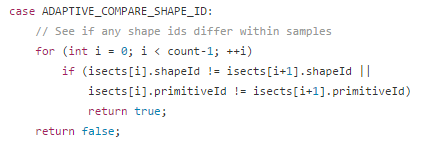 case ADAPTIVE_COMPARE_SHAPE_ID:
// See if any shape ids differ within samples
for (int i = 0; i < count-1; ++i)
if (isects[i].shapeId != isects[i+1].shapeId ||
isects[i].primitiveId != isects[i+1].primitiveId)
return true;
return false;